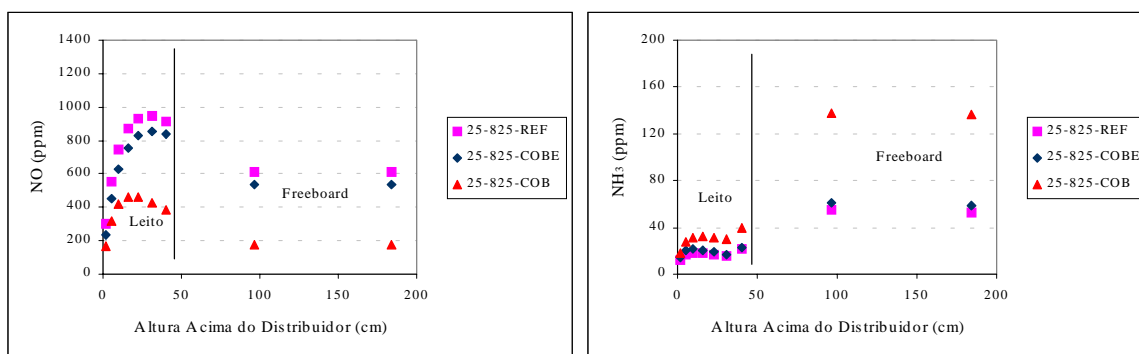 1400
1200
1000
800
600
400
200
0
NO (ppm)
Leito
Freeboard
0
50
100
150
200
Altura Acima do Distribuidor (cm)
25-825-REF
25-825-COBE
25-825-COB
200
160
120
80
40
0
NH3 (ppm)
Leito
Freeboard
0
50
100
150
200
Altura Acima do Distribuidor (cm)
25-825-REF
25-825-COBE
25-825-COB